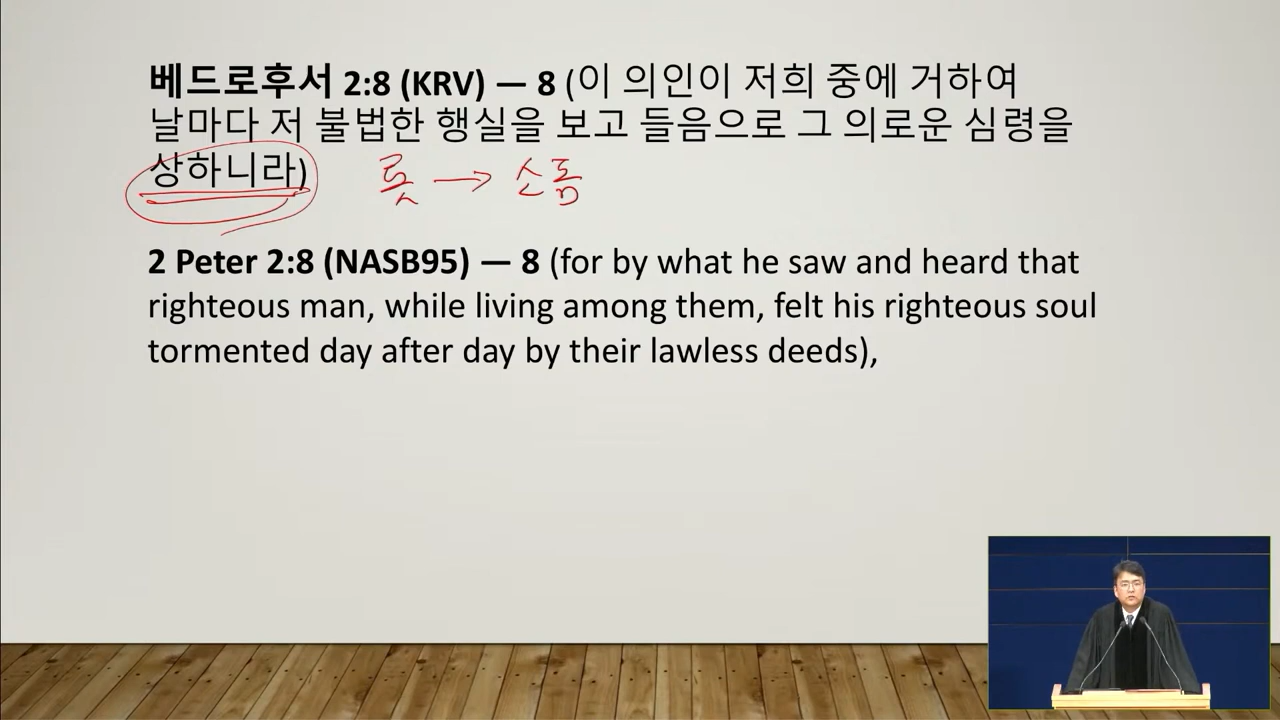 베드로후서 2:8 (KRV) — 8 (이 의인이 저희 중에 거하여
날마다 저 불법한 행실을 보고 들음으로 그 의로운 심령을
상하니라)
롯 → 소돔
2 Peter 2:8 (NASB95) — 8 (for by what he saw and heard that
righteous man, while living among them, felt his righteous soul
tormented day after day by their lawless deeds),